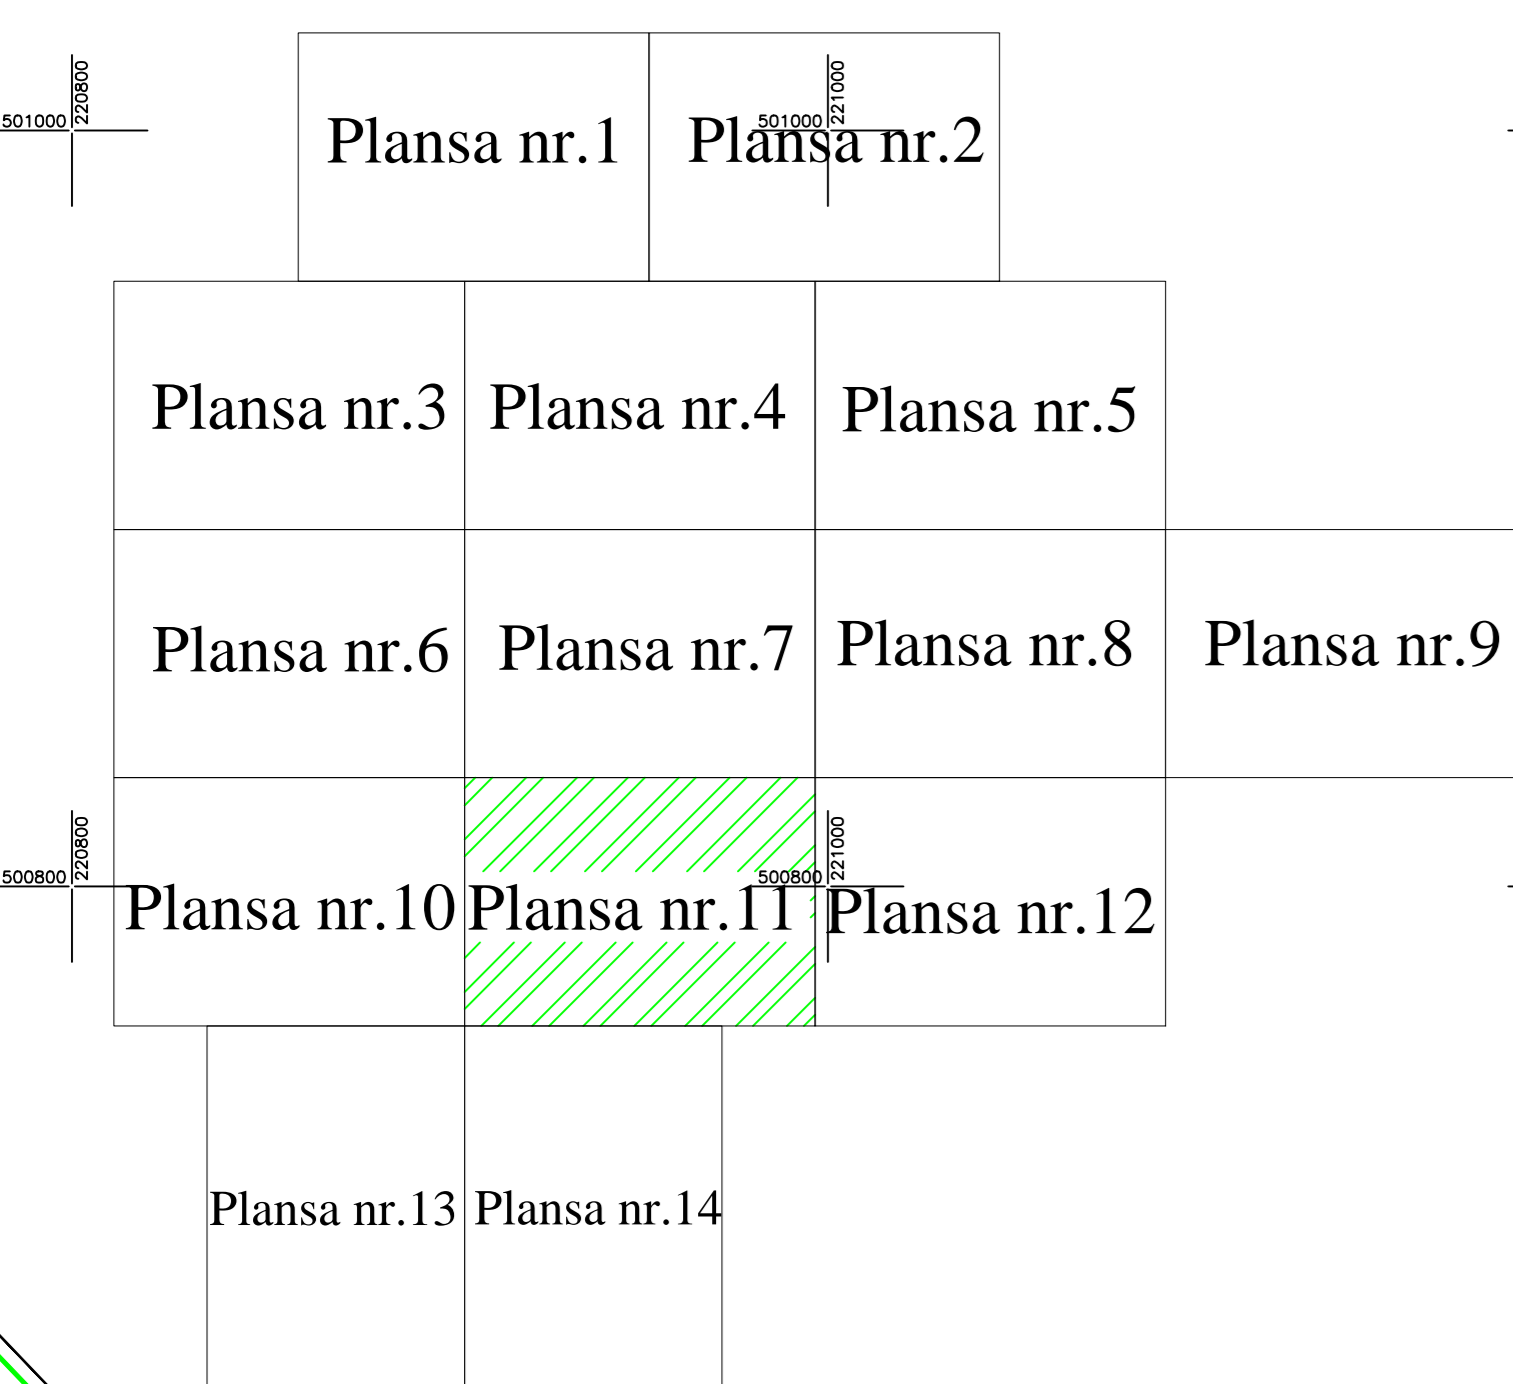 220800
221000
501000
501000
Plansa nr.1
Plansa nr.2
Plansa nr.3
Plansa nr.4
Plansa nr.5
Plansa nr.6
Plansa nr.7
Plansa nr.8
Plansa nr.9
220800
221000
500800
500800
Plansa nr.10
Plansa nr.11
Plansa nr.12
Plansa nr.13
Plansa nr.14